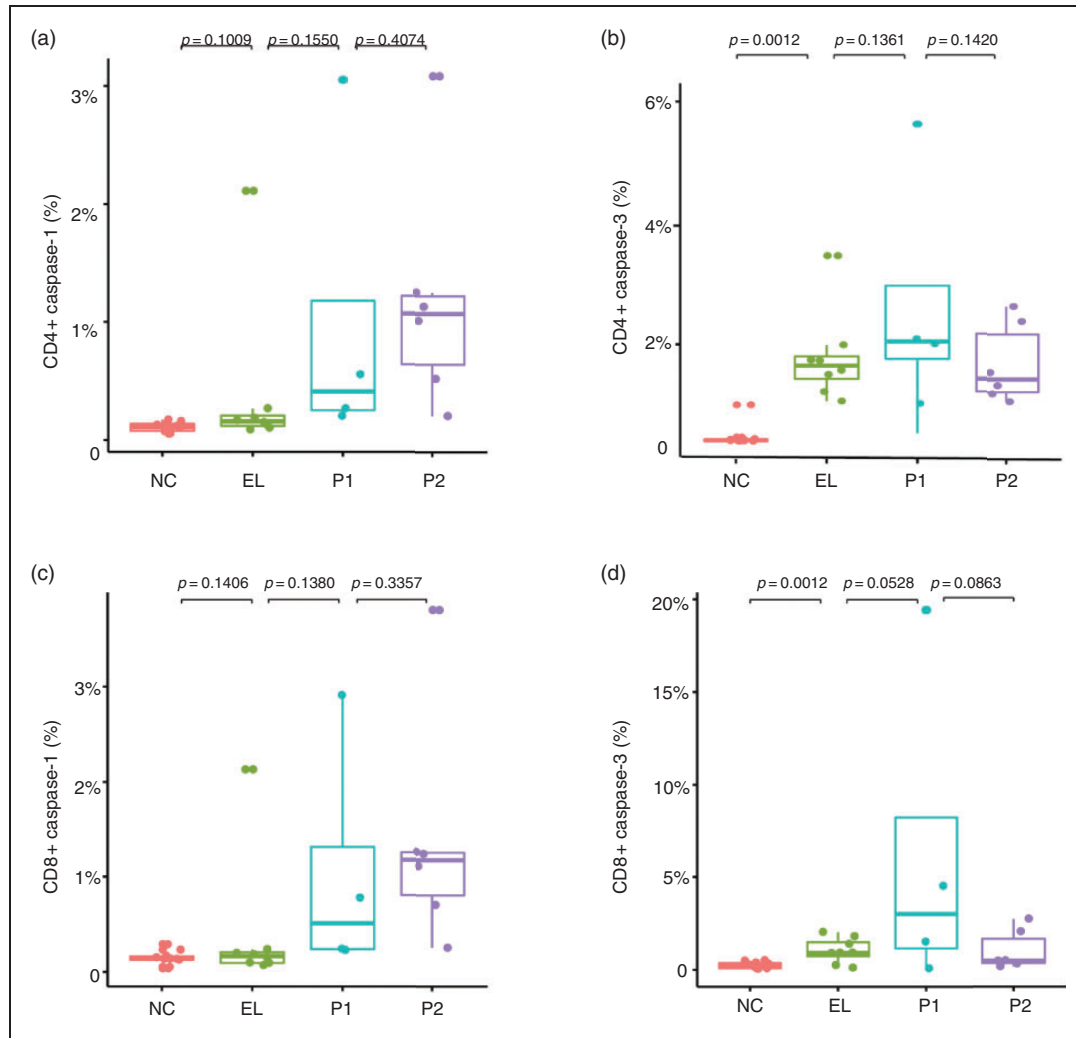 (a)
p = 0.1009 p = 0.1550 p = 0.4074
3%
2%
1%
0
CD4+ caspase-1 (%)
NC EL P1 P2
(b)
p = 0.0012 p = 0.1361 p = 0.1420
6%
4%
2%
0
CD4+ caspase-3 (%)
NC EL P1 P2
(c)
p = 0.1406 p = 0.1380 p = 0.3357
3%
2%
1%
0%
CD8+ caspase-1 (%)
NC EL P1 P2
(d)
p = 0.0012 p = 0.0528 p = 0.0863
20%
15%
10%
5%
0
CD8+ caspase-3 (%)
NC EL P1 P2